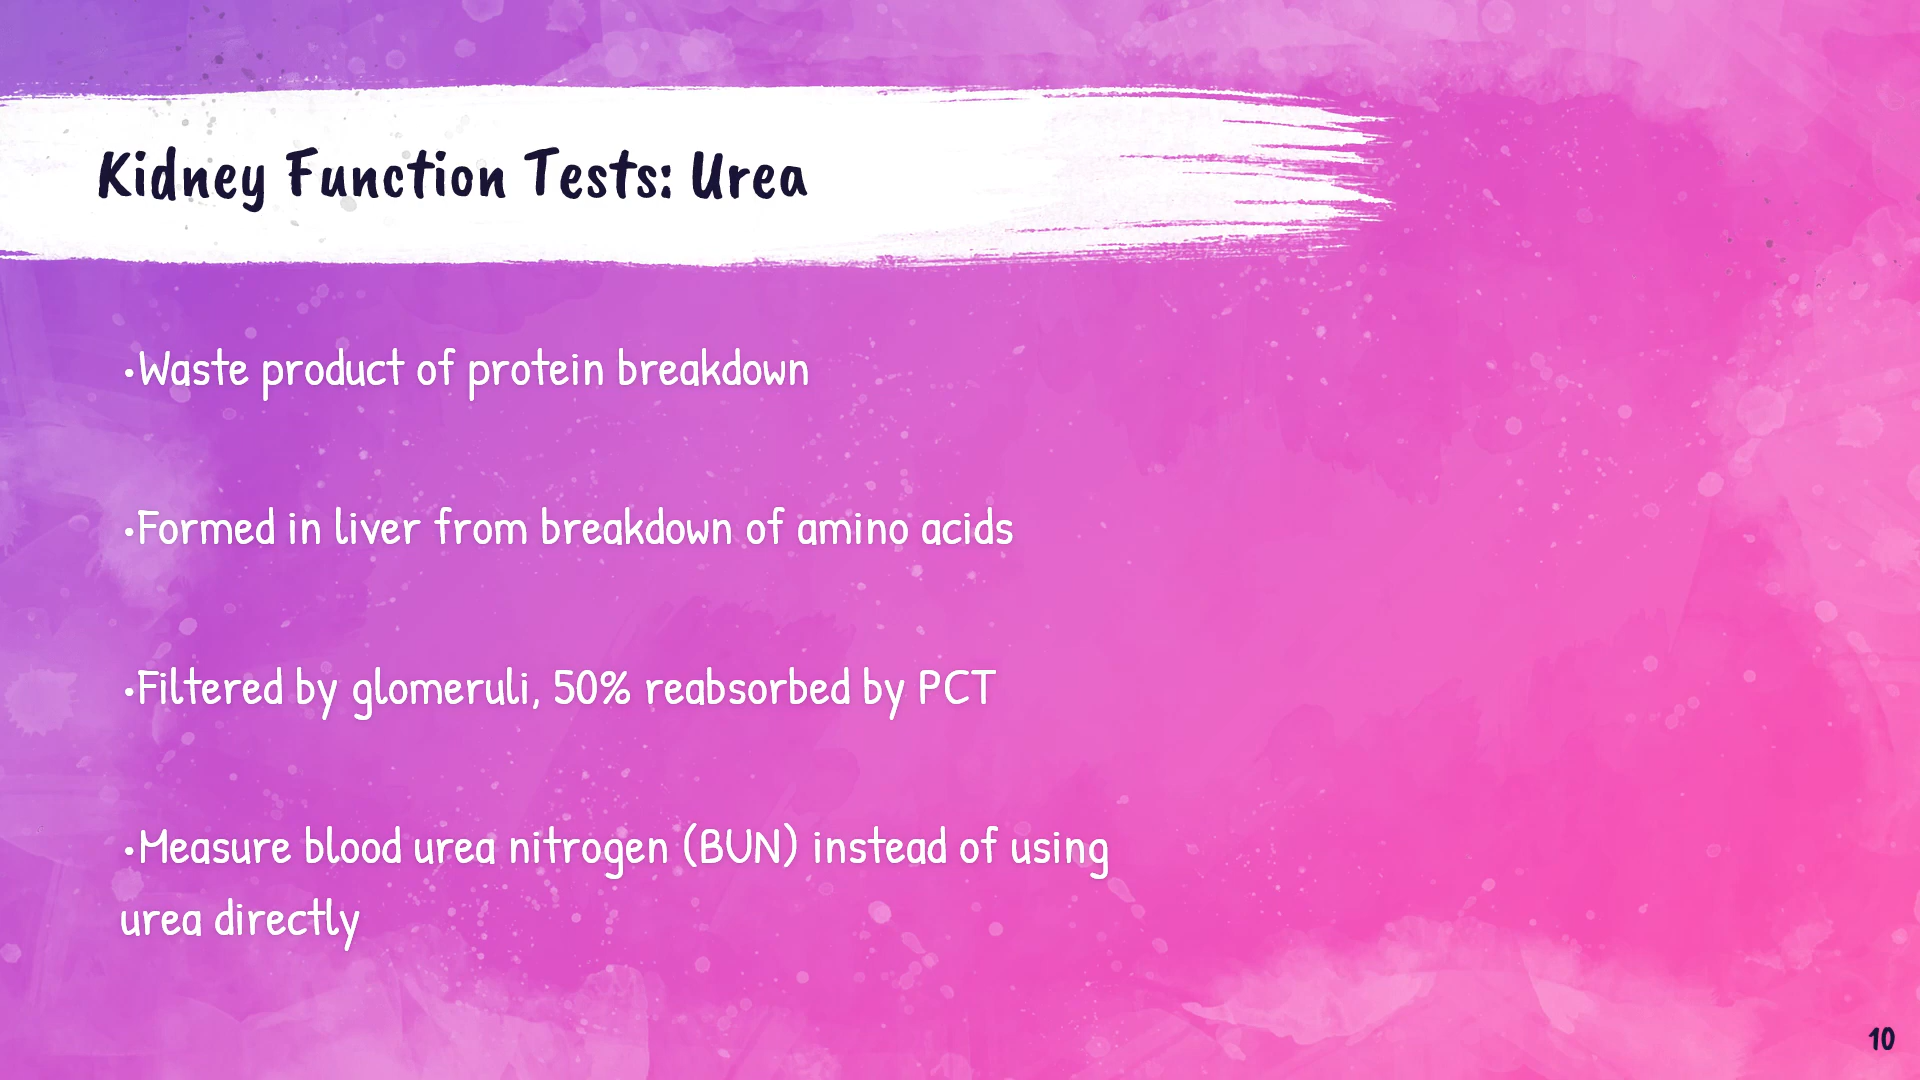 Kidney Function Tests: Urea
•Waste product of protein breakdown
•Formed in liver from breakdown of amino acids
•Filtered by glomeruli, 50% reabsorbed by PCT
•Measure blood urea nitrogen (BUN) instead of using
urea directly
10